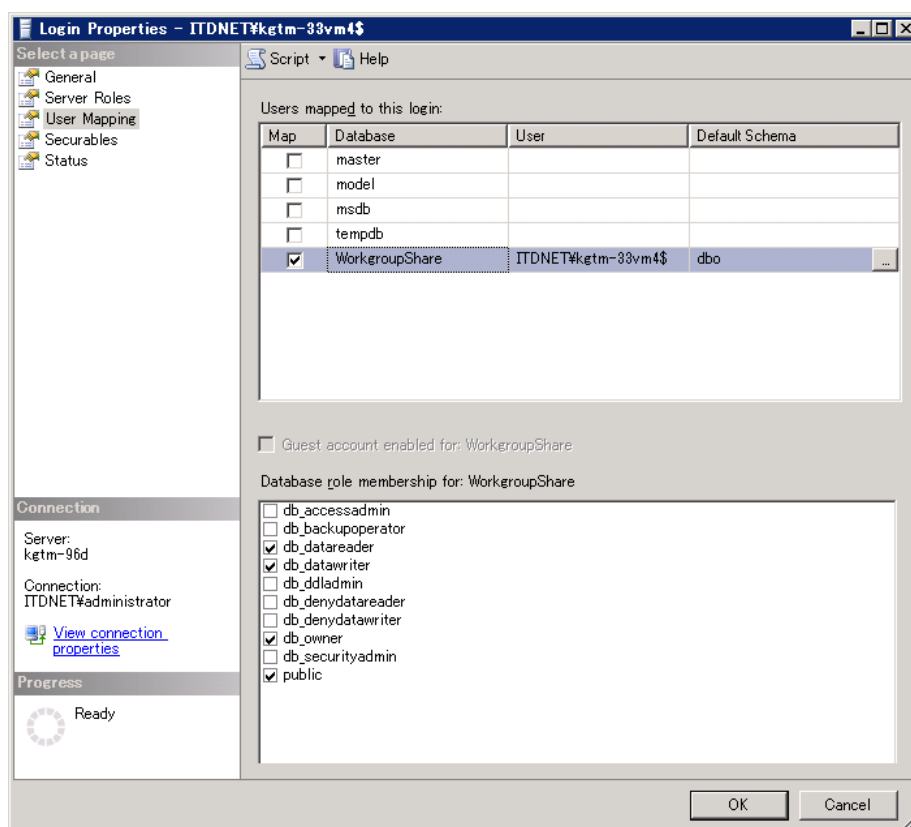 Login Properties - ITDNET¥kgtm-33vm4$
Select a page
General
Server Roles
User Mapping
Securables
Status
Script
Help
Users mapped to this login:
Map Database User Default Schema
master
model
msdb
tempdb
WorkgroupShare ITDNET¥kgtm-33vm4$ dbo ...
Guest account enabled for: WorkgroupShare
Database role membership for: WorkgroupShare
db_accessadmin
db_backupoperator
db_datareader
db_datawriter
db_ddladmin
db_denydatareader
db_denydatawriter
db_owner
db_securityadmin
public
Connection
Server:
kgtm-96d
Connection:
ITDNET¥administrator
View connection
properties
Progress
Ready
OK Cancel